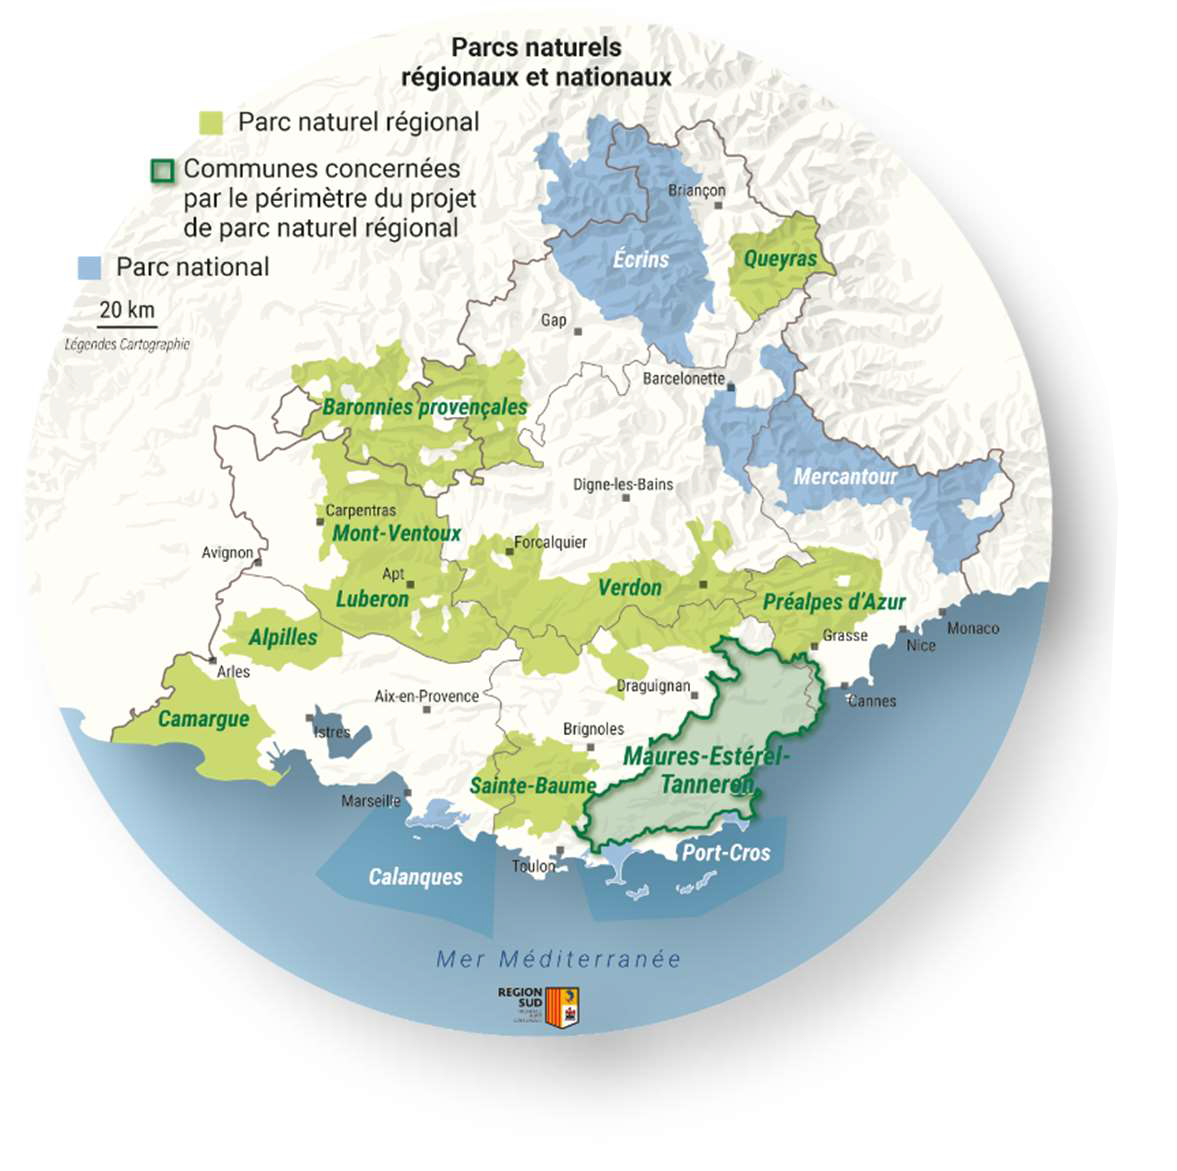 Parcs naturels
régionaux et nationaux
Parc naturel régional
Communes concernées
par le périmètre du projet
de parc naturel régional
Parc national
20 km
Légendes Cartographie
Briançon
Écrins
Queyras
Gap
Barcelonette
Baronnies provençales
Mercantour
Digne-les-Bains
Carpentras
Mont-Ventoux
Forcalquier
Avignon
Apt
Luberon
Verdon
Préalpes d'Azur
Alpilles
Grasse
Monaco
Nice
Arles
Draguignan
Cannes
Aix-en-Provence
Camargue
Istres
Brignoles
Maures-Estérel-
Tanneron
Sainte-Baume
Marseille
Port-Cros
Toulon
Calanques
Mer Méditerranée
REGION
SUD